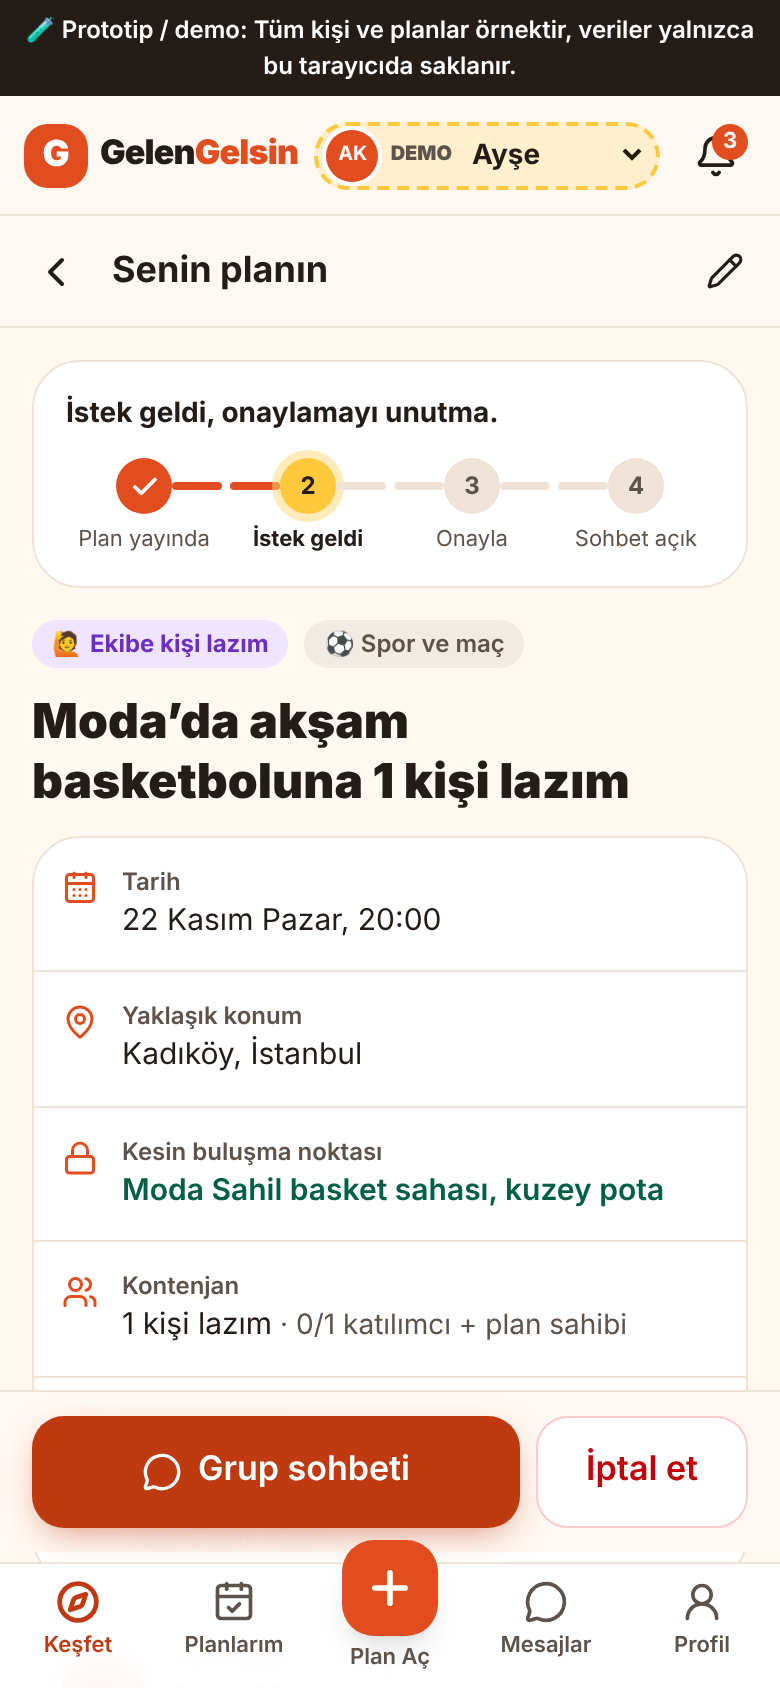 Prototip / demo: Tüm kişi ve planlar örnektir, veriler yalnızca
bu tarayıcıda saklanır.
G GelenGelsin AK DEMO Ayşe 3
Senin planın
İstek geldi, onaylamayı unutma.
2 3 4
Plan yayında İstek geldi Onayla Sohbet açık
Ekibe kişi lazım Spor ve maç
Moda’da akşam
basketboluna 1 kişi lazım
Tarih
22 Kasım Pazar, 20:00
Yaklaşık konum
Kadıköy, İstanbul
Kesin buluşma noktası
Moda Sahil basket sahası, kuzey pota
Kontenjan
1 kişi lazım · 0/1 katılımcı + plan sahibi
Grup sohbeti İptal et
Keşfet Planlarım Plan Aç Mesajlar Profil